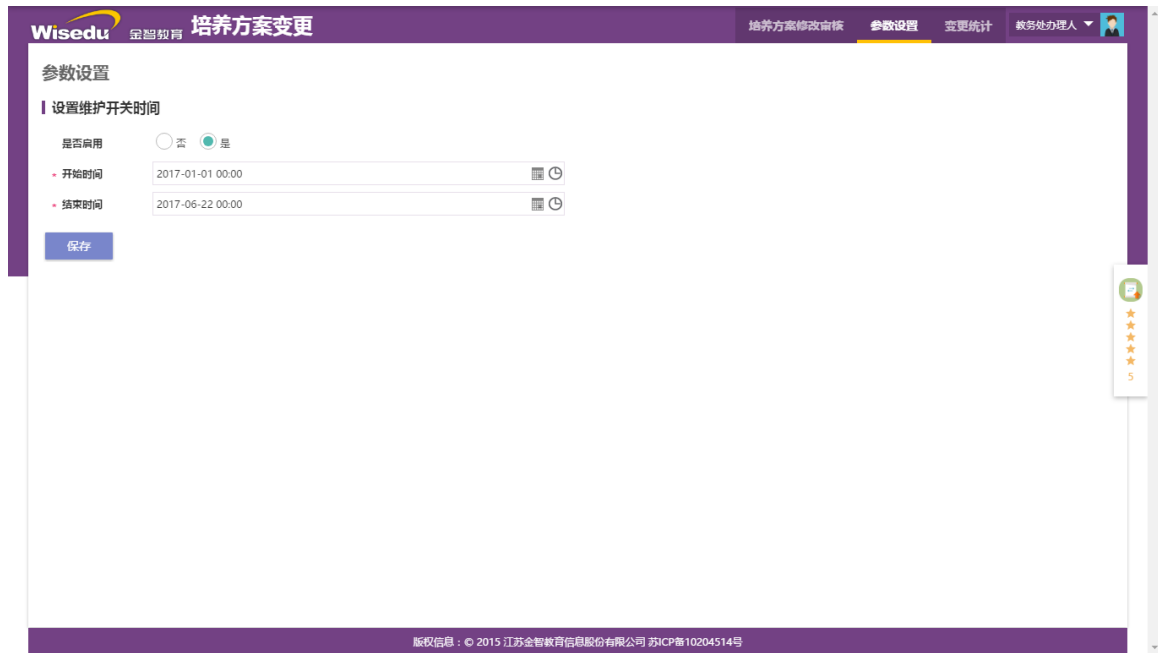 Wisedu 金智教育 培养方案变更 培养方案修改审核 参数设置 变更统计 教务处办理人
参数设置
设置维护开关时间
是否启用 否 是
* 开始时间 2017-01-01 00:00
* 结束时间 2017-06-22 00:00
保存
5
版权信息：© 2015 江苏金智教育信息股份有限公司 苏ICP备10204514号